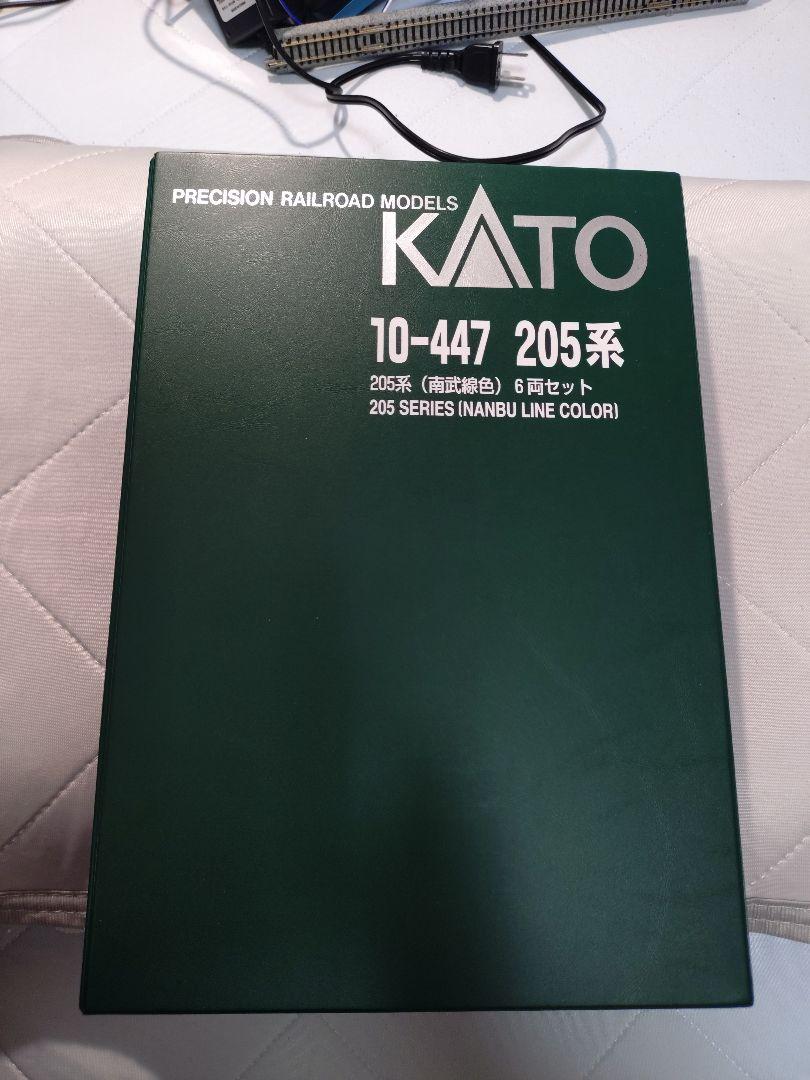 PRECISION RAILROAD MODELS
KATO
10-447 205系
205系（南武線色）6両セット
205 SERIES (NANBU LINE COLOR)